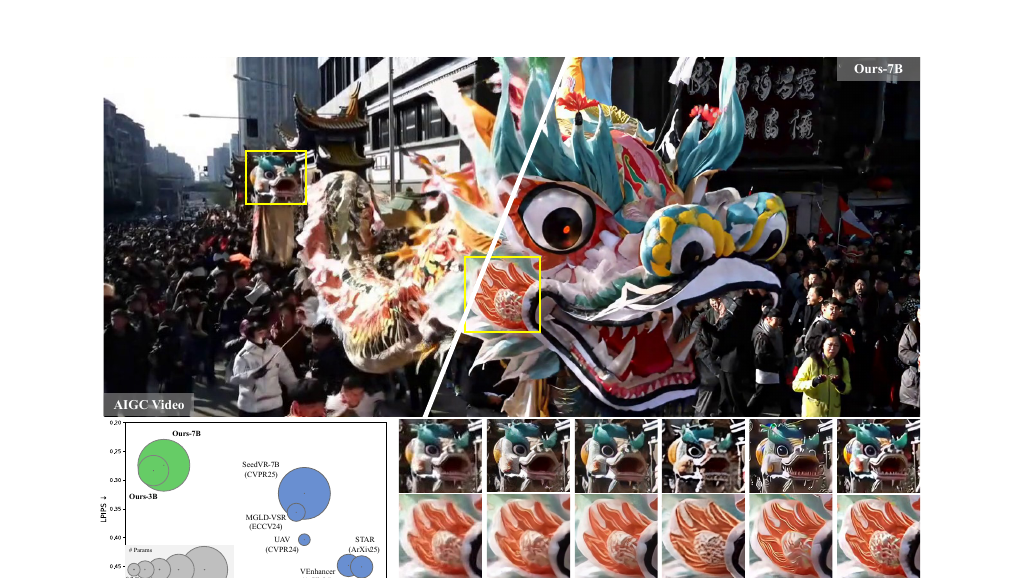 Ours-7B
AIGC Video
0.20
0.25
0.30
0.35
0.40
0.45
LPIPS ↓
Ours-7B
Ours-3B
SeedVR-7B
(CVPR25)
MGLD-VSR
(ECCV24)
UAV
(CVPR24)
STAR
(ArXiv25)
VEnhancer
# Params